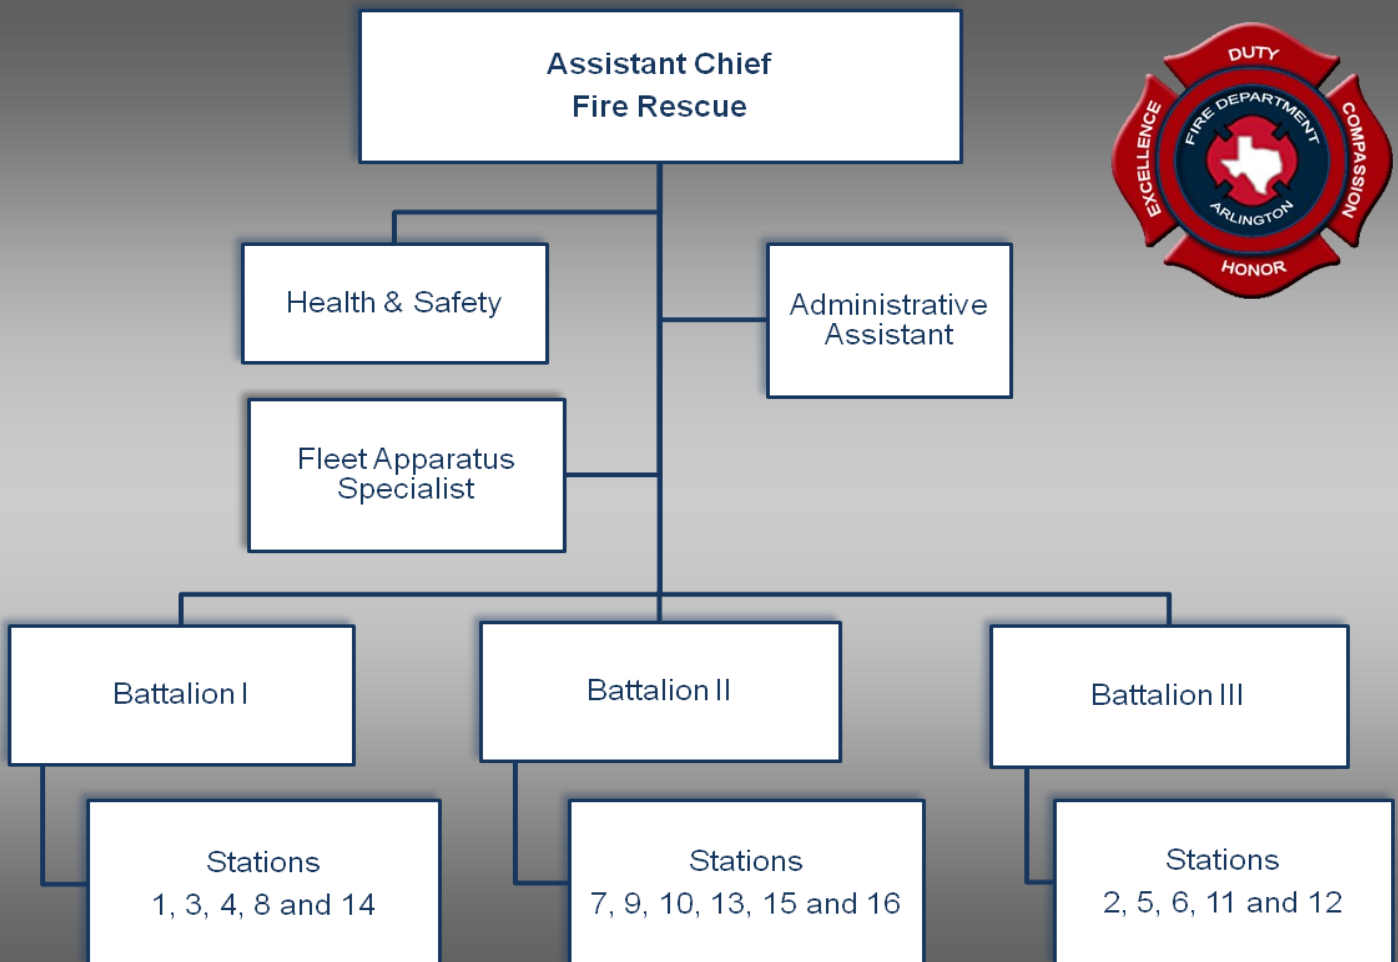 Assistant Chief
Fire Rescue
DUTY
EXCELLENCE
COMPASSION
FIRE DEPARTMENT
ARLINGTON
HONOR
Health & Safety
Administrative
Assistant
Fleet Apparatus
Specialist
Battalion I
Battalion II
Battalion III
Stations
1, 3, 4, 8 and 14
Stations
7, 9, 10, 13, 15 and 16
Stations
2, 5, 6, 11 and 12